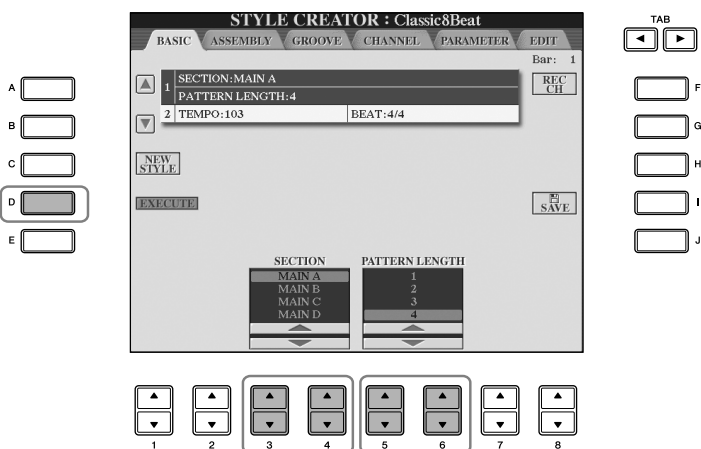 STYLE CREATOR : Classic8Beat
TAB
BASIC ASSEMBLY GROOVE CHANNEL PARAMETER EDIT
Bar: 1
1 SECTION:MAIN A
PATTERN LENGTH:4
2 TEMPO:103 BEAT:4/4
REC
CH
NEW
STYLE
EXECUTE
SAVE
A
B
C
D
E
F
G
H
I
J
SECTION PATTERN LENGTH
MAIN A 1
MAIN B 2
MAIN C 3
MAIN D 4
1 2 3 4 5 6 7 8